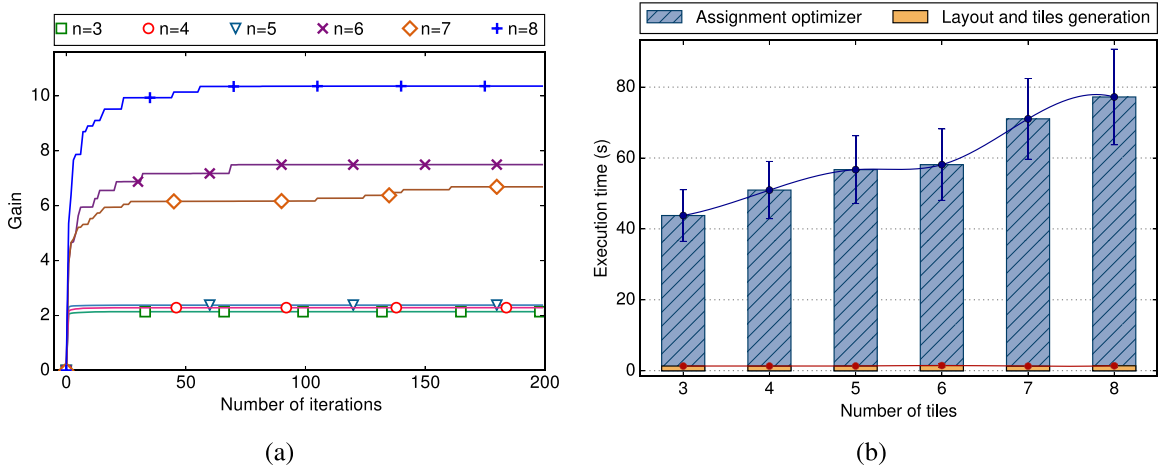 n=3 n=4 n=5 n=6 n=7 n=8
10
8
6
4
2
0
Gain
0 50 100 150 200
Number of iterations
(a)
Assignment optimizer Layout and tiles generation
80
60
40
20
0
Execution time (s)
3 4 5 6 7 8
Number of tiles
(b)